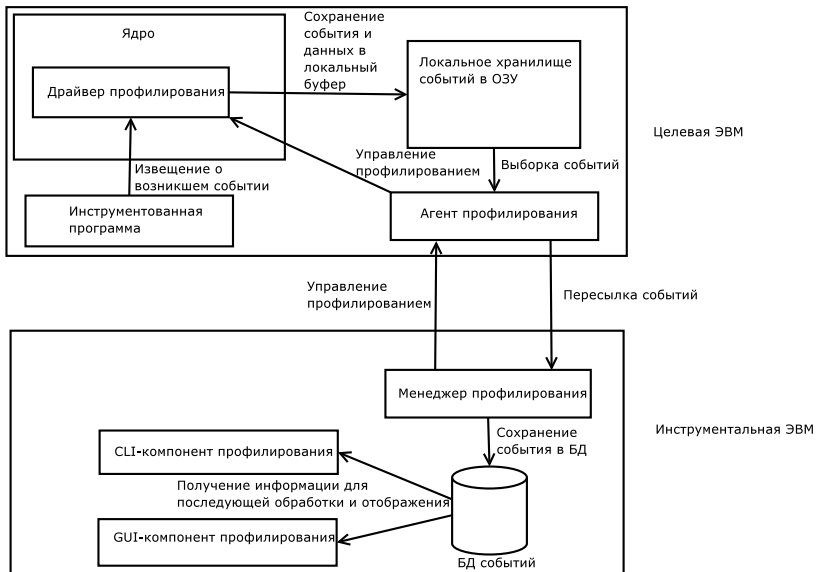 Ядро
Сохранение
события и
данных в
локальный
буфер
Локальное хранилище
событий в ОЗУ
Драйвер профилирования
Целевая ЭВМ
Управление
профилированием
Выборка событий
Извещение о
возникшем событии
Инструментованная
программа
Агент профилирования
Управление
профилированием
Пересылка событий
Менеджер профилирования
Инструментальная ЭВМ
Сохранение
события в БД
CLI-компонент профилирования
Получение информации для
последующей обработки и отображения
GUI-компонент профилирования
БД событий